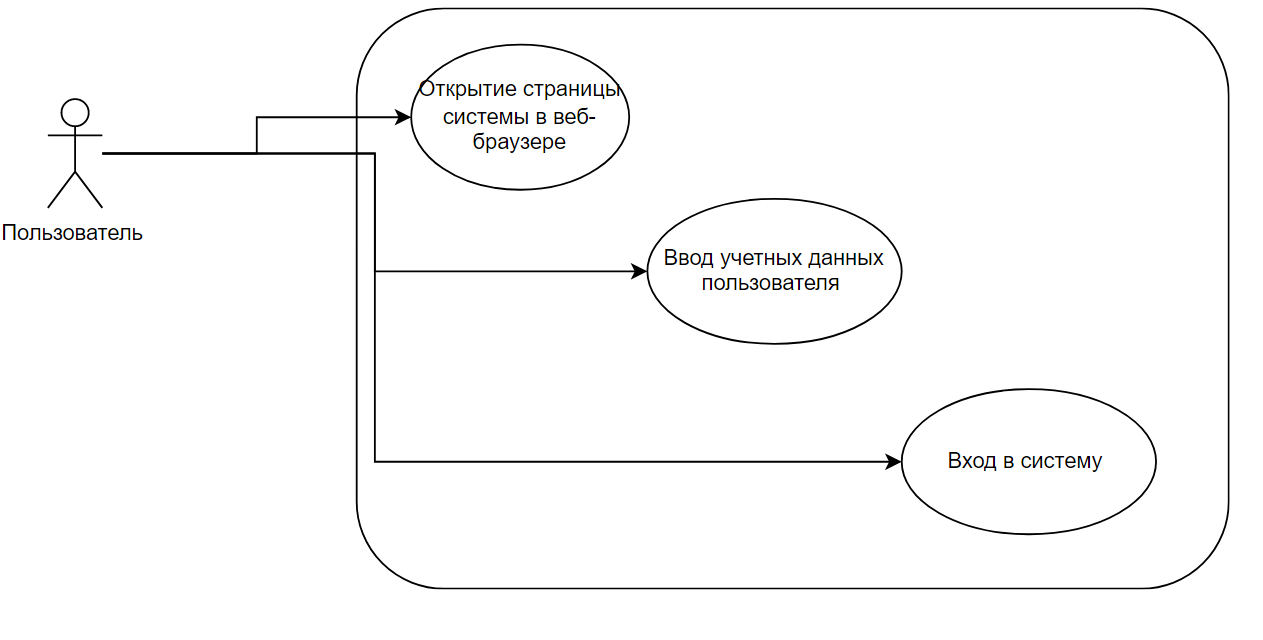 Открытие страницы
системы в веб-
браузере
Пользователь
Ввод учетных данных
пользователя
Вход в систему